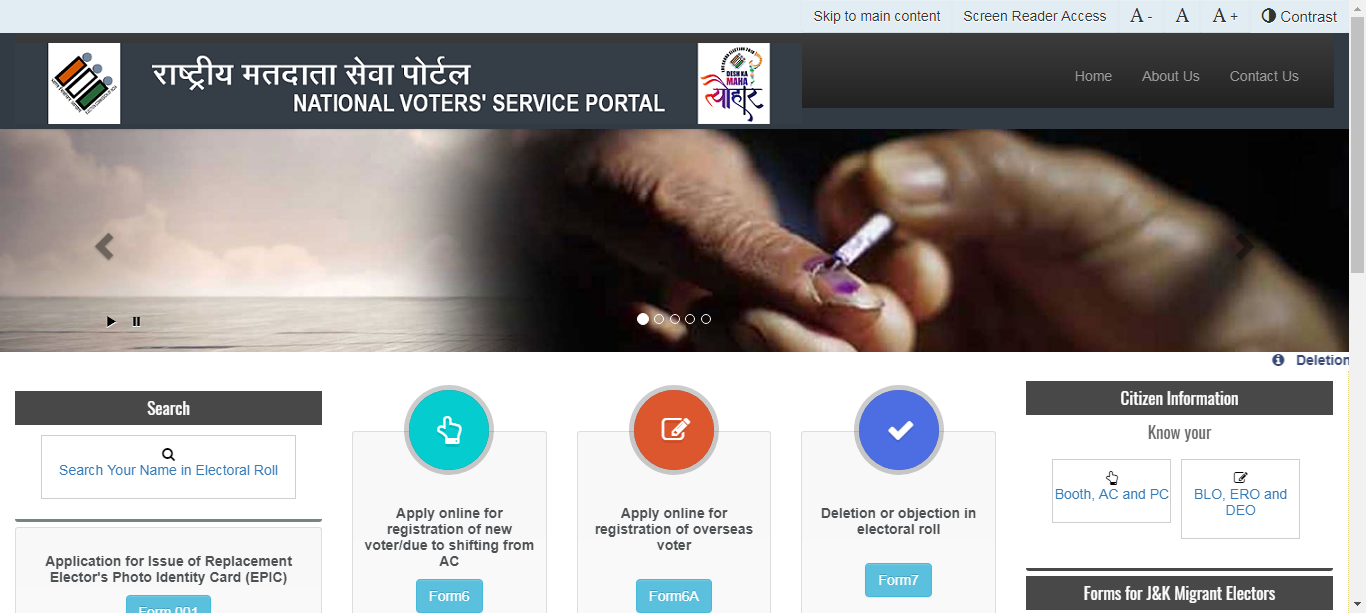 Skip to main content
Screen Reader Access
A -
A
A +
Contrast
राष्ट्रीय मतदाता सेवा पोर्टल
NATIONAL VOTERS' SERVICE PORTAL
DESH KA
MAHA
त्योहार
Home
About Us
Contact Us
Deletion
Search
Search Your Name in Electoral Roll
Application for Issue of Replacement
Elector's Photo Identity Card (EPIC)
Form 001
Apply online for
registration of new
voter/due to shifting from
AC
Form6
Apply online for
registration of overseas
voter
Form6A
Deletion or objection in
electoral roll
Form7
Citizen Information
Know your
Booth, AC and PC
BLO, ERO and
DEO
Forms for J&K Migrant Electors